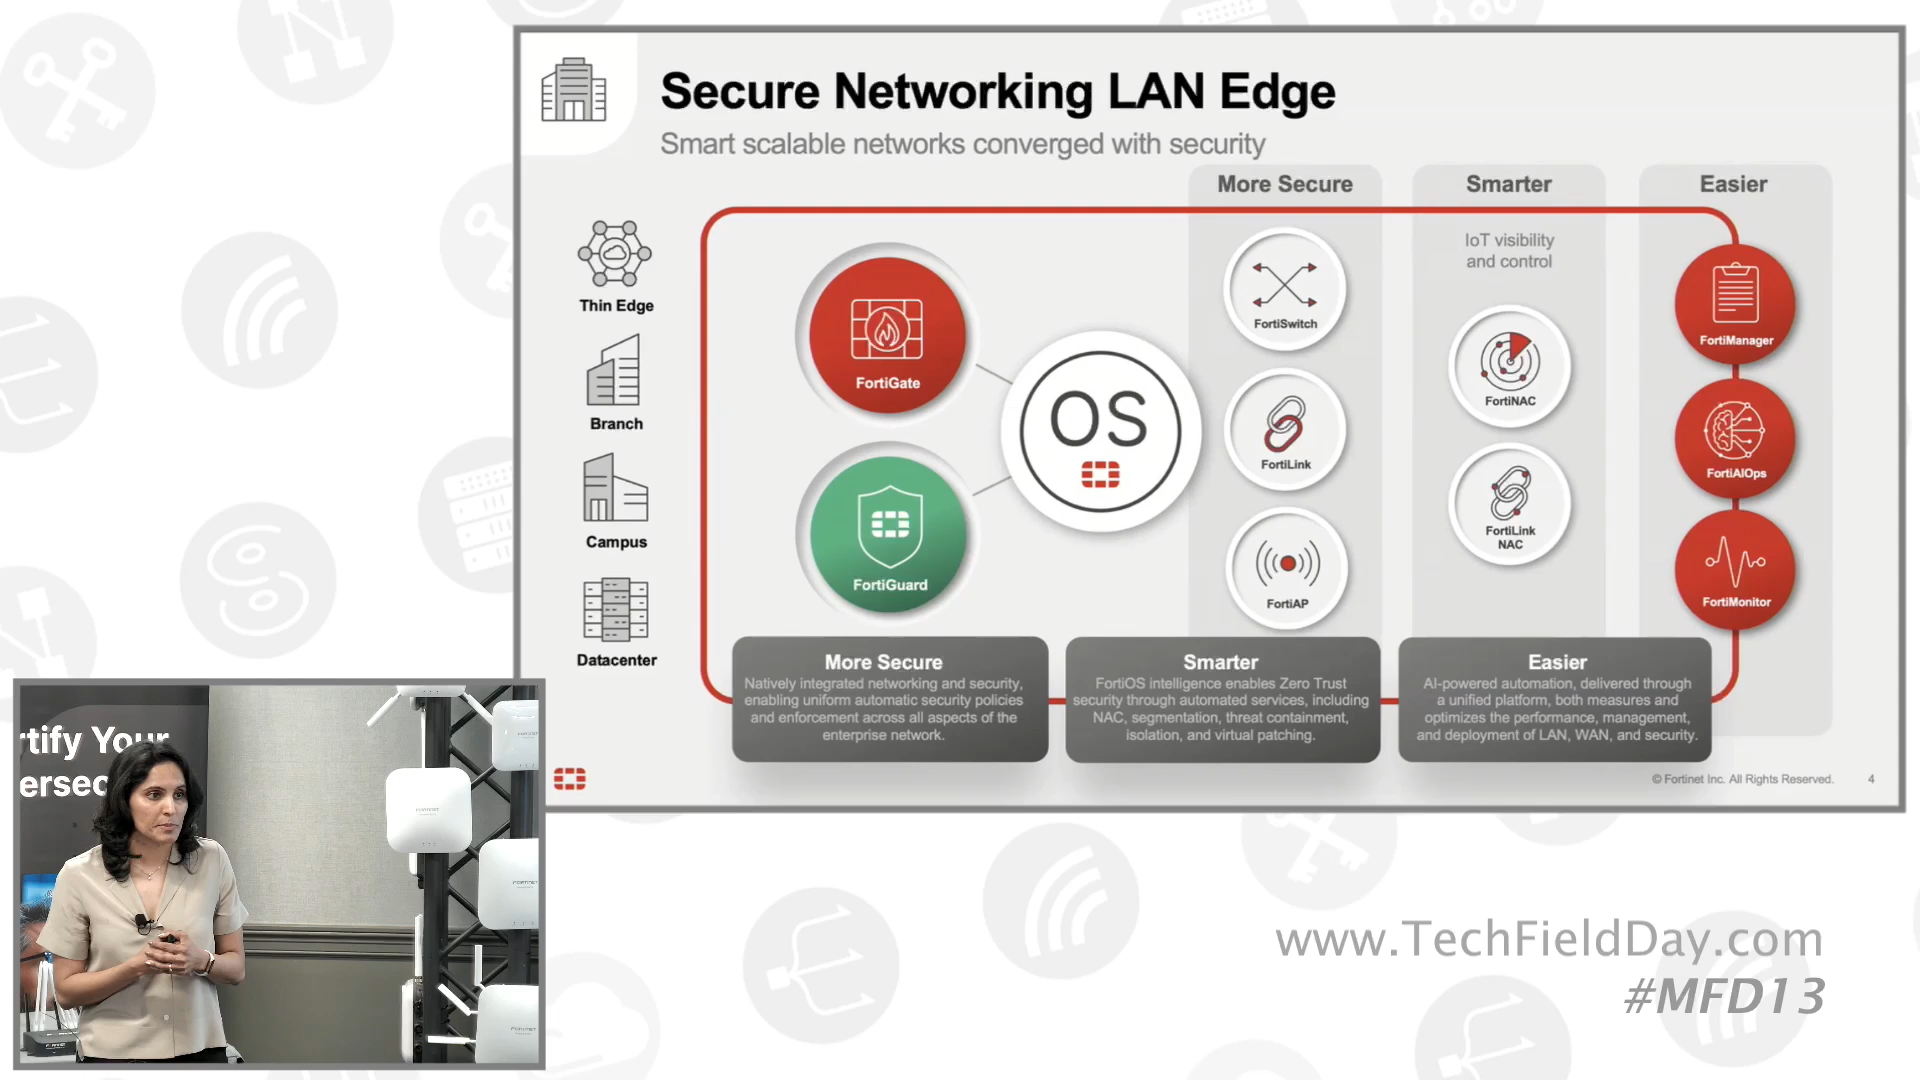 Secure Networking LAN Edge
Smart scalable networks converged with security
More Secure
Smarter
Easier
Thin Edge
Branch
Campus
Datacenter
FortiGate
FortiGuard
OS
FortiSwitch
FortiLink
FortiAP
IoT visibility
and control
FortiNAC
FortiLink
NAC
FortiManager
FortiAIOps
FortiMonitor
More Secure
Natively integrated networking and security,
enabling uniform automatic security policies
and enforcement across all aspects of the
enterprise network.
Smarter
FortiOS intelligence enables Zero Trust
security through automated services, including
NAC, segmentation, threat containment,
isolation, and virtual patching.
Easier
AI-powered automation, delivered through
a unified platform, both measures and
optimizes the performance, management,
and deployment of LAN, WAN, and security.
© Fortinet Inc. All Rights Reserved.
4
rtify Your
ersec
FORTINET
FORTINET
FORTINET
www.TechFieldDay.com
#MFD13